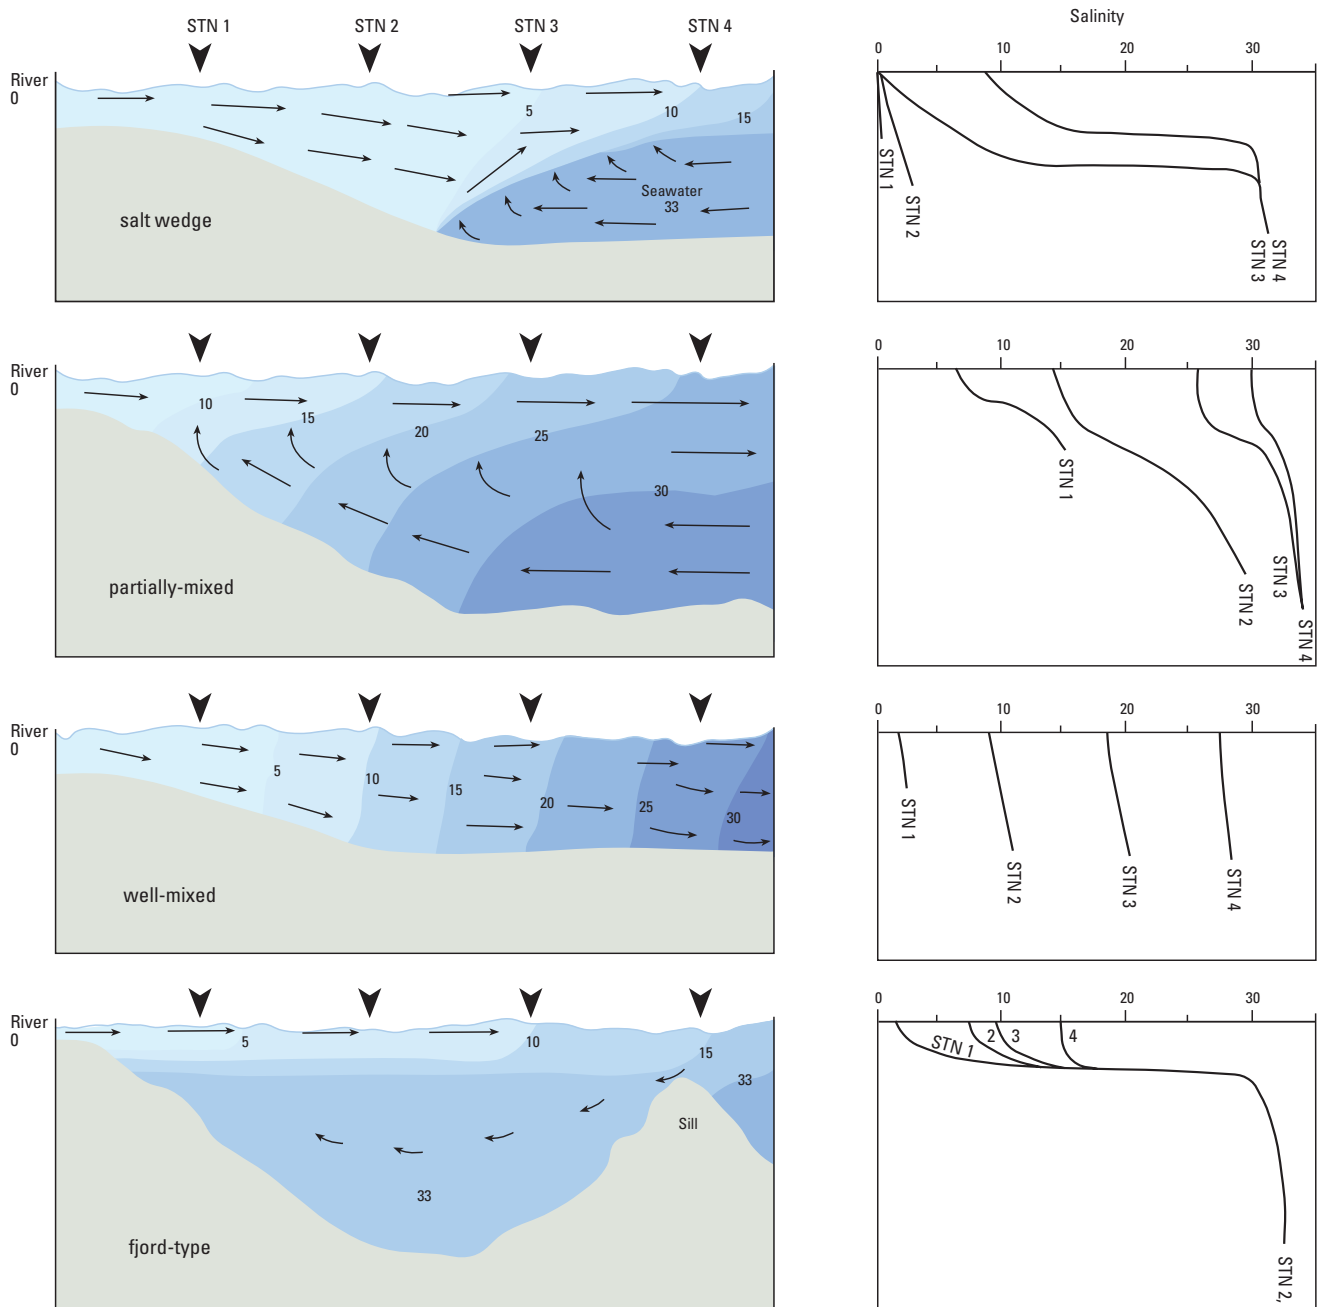 STN 1
STN 2
STN 3
STN 4
River
0
5
10
15
Seawater
33
salt wedge
Salinity
0
10
20
30
STN 1
STN 2
STN 3
STN 4
River
0
10
15
20
25
30
partially-mixed
0
10
20
30
STN 1
STN 2
STN 3
STN 4
River
0
5
10
15
20
25
30
well-mixed
0
10
20
30
STN 1
STN 2
STN 3
STN 4
River
0
5
10
15
33
Sill
33
fjord-type
0
10
20
30
STN 1
2
3
4
STN 2,